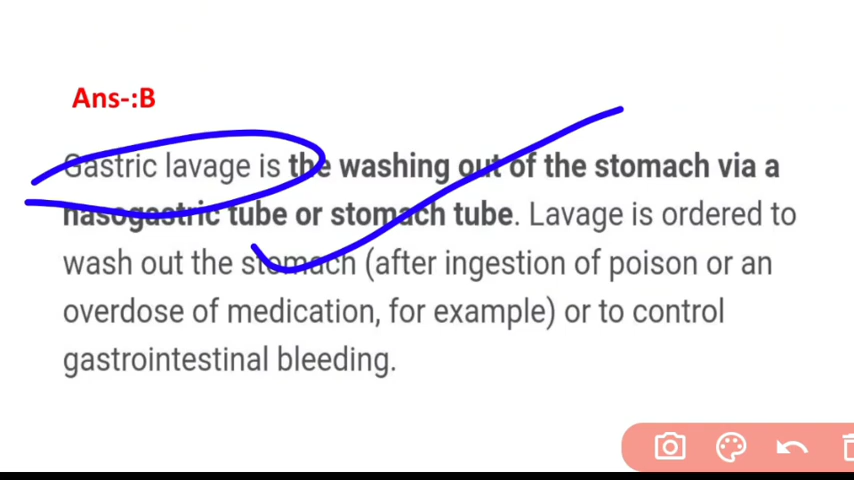 Ans-:B
Gastric lavage is the washing out of the stomach via a
nasogastric tube or stomach tube. Lavage is ordered to
wash out the stomach (after ingestion of poison or an
overdose of medication, for example) or to control
gastrointestinal bleeding.